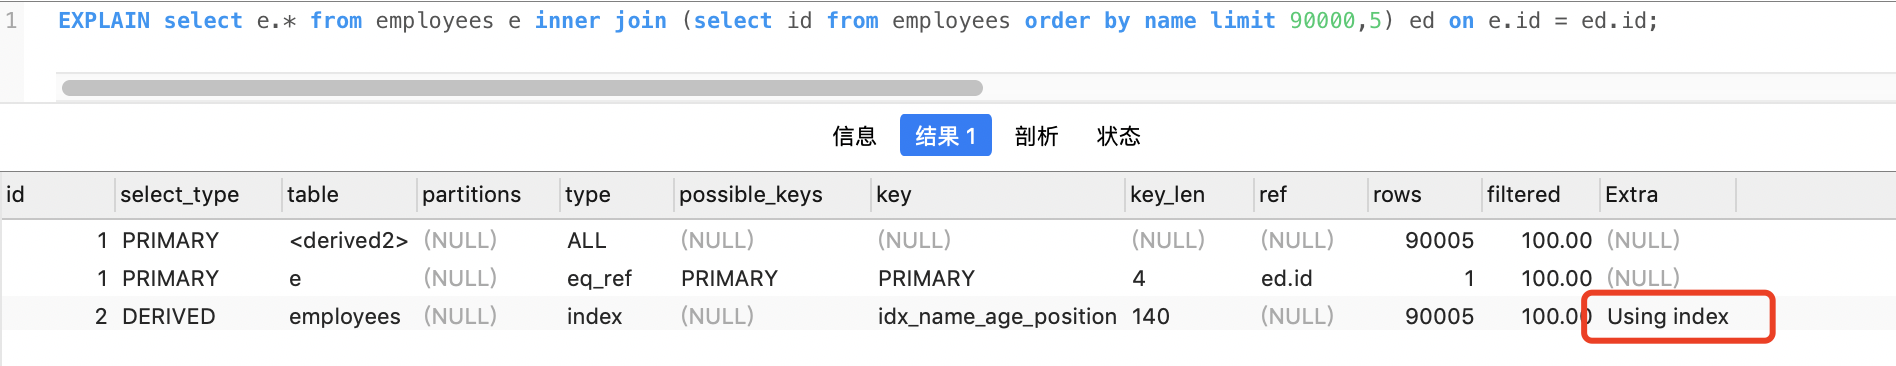 1 EXPLAIN select e.* from employees e inner join (select id from employees order by name limit 90000,5) ed on e.id = ed.id;
信息 结果 1 剖析 状态
id select_type table partitions type possible_keys key key_len ref rows filtered Extra
1 PRIMARY <derived2> (NULL) ALL (NULL) (NULL) (NULL) (NULL) 90005 100.00 (NULL)
1 PRIMARY e (NULL) eq_ref PRIMARY PRIMARY 4 ed.id 1 100.00 (NULL)
2 DERIVED employees (NULL) index (NULL) idx_name_age_position 140 (NULL) 90005 100.00 Using index